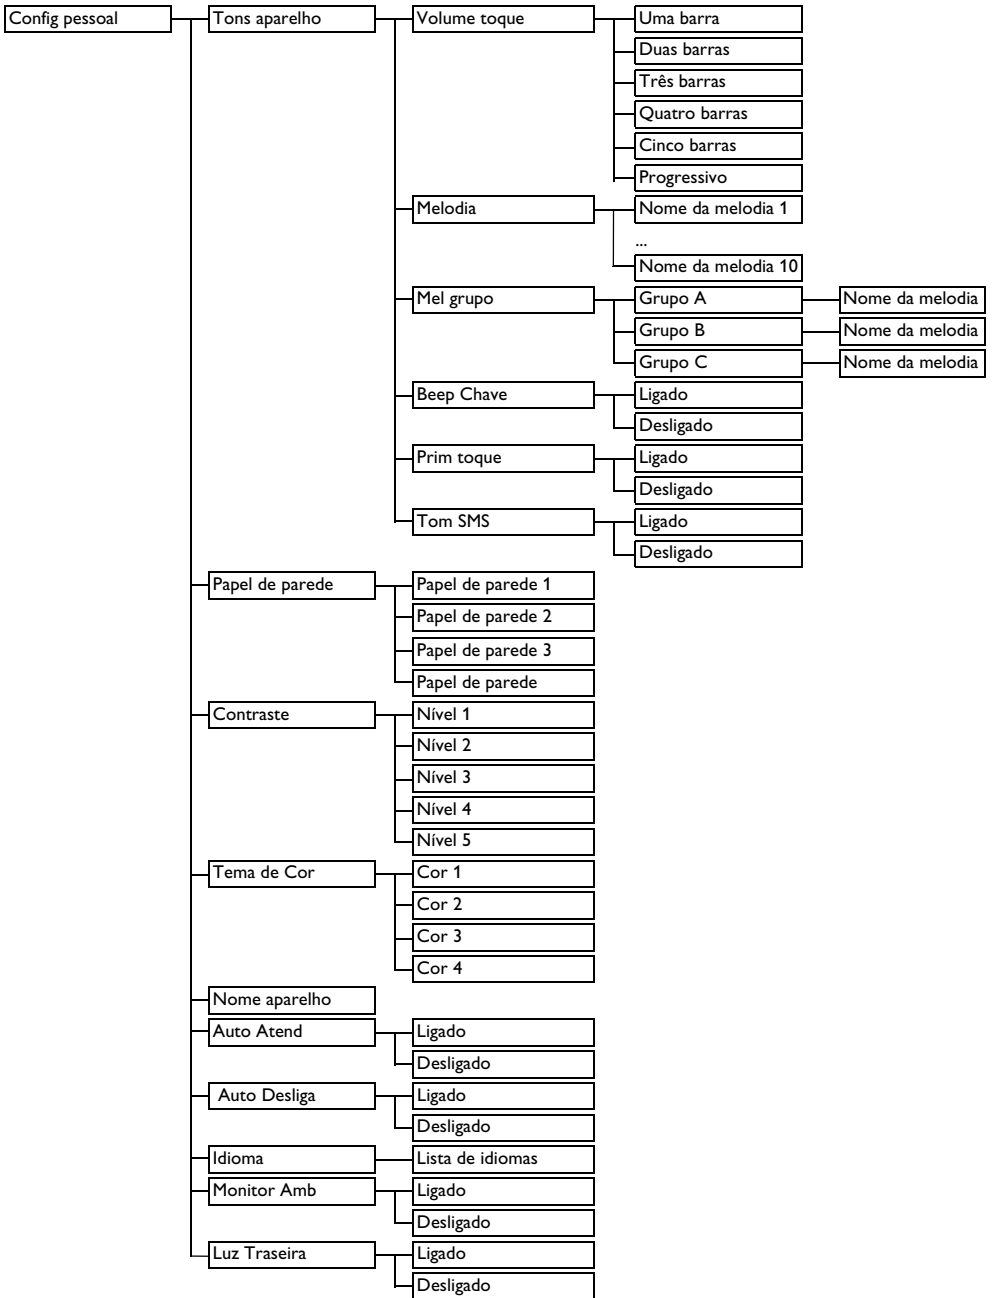 Config pessoal
Tons aparelho
Volume toque
Uma barra
Duas barras
Três barras
Quatro barras
Cinco barras
Progressivo
Melodia
Nome da melodia 1
...
Nome da melodia 10
Mel grupo
Grupo A
Nome da melodia
Grupo B
Nome da melodia
Grupo C
Nome da melodia
Beep Chave
Ligado
Desligado
Prim toque
Ligado
Desligado
Tom SMS
Ligado
Desligado
Papel de parede
Papel de parede 1
Papel de parede 2
Papel de parede 3
Papel de parede
Contraste
Nível 1
Nível 2
Nível 3
Nível 4
Nível 5
Tema de Cor
Cor 1
Cor 2
Cor 3
Cor 4
Nome aparelho
Auto Atend
Ligado
Desligado
Auto Desliga
Ligado
Desligado
Idioma
Lista de idiomas
Monitor Amb
Ligado
Desligado
Luz Traseira
Ligado
Desligado